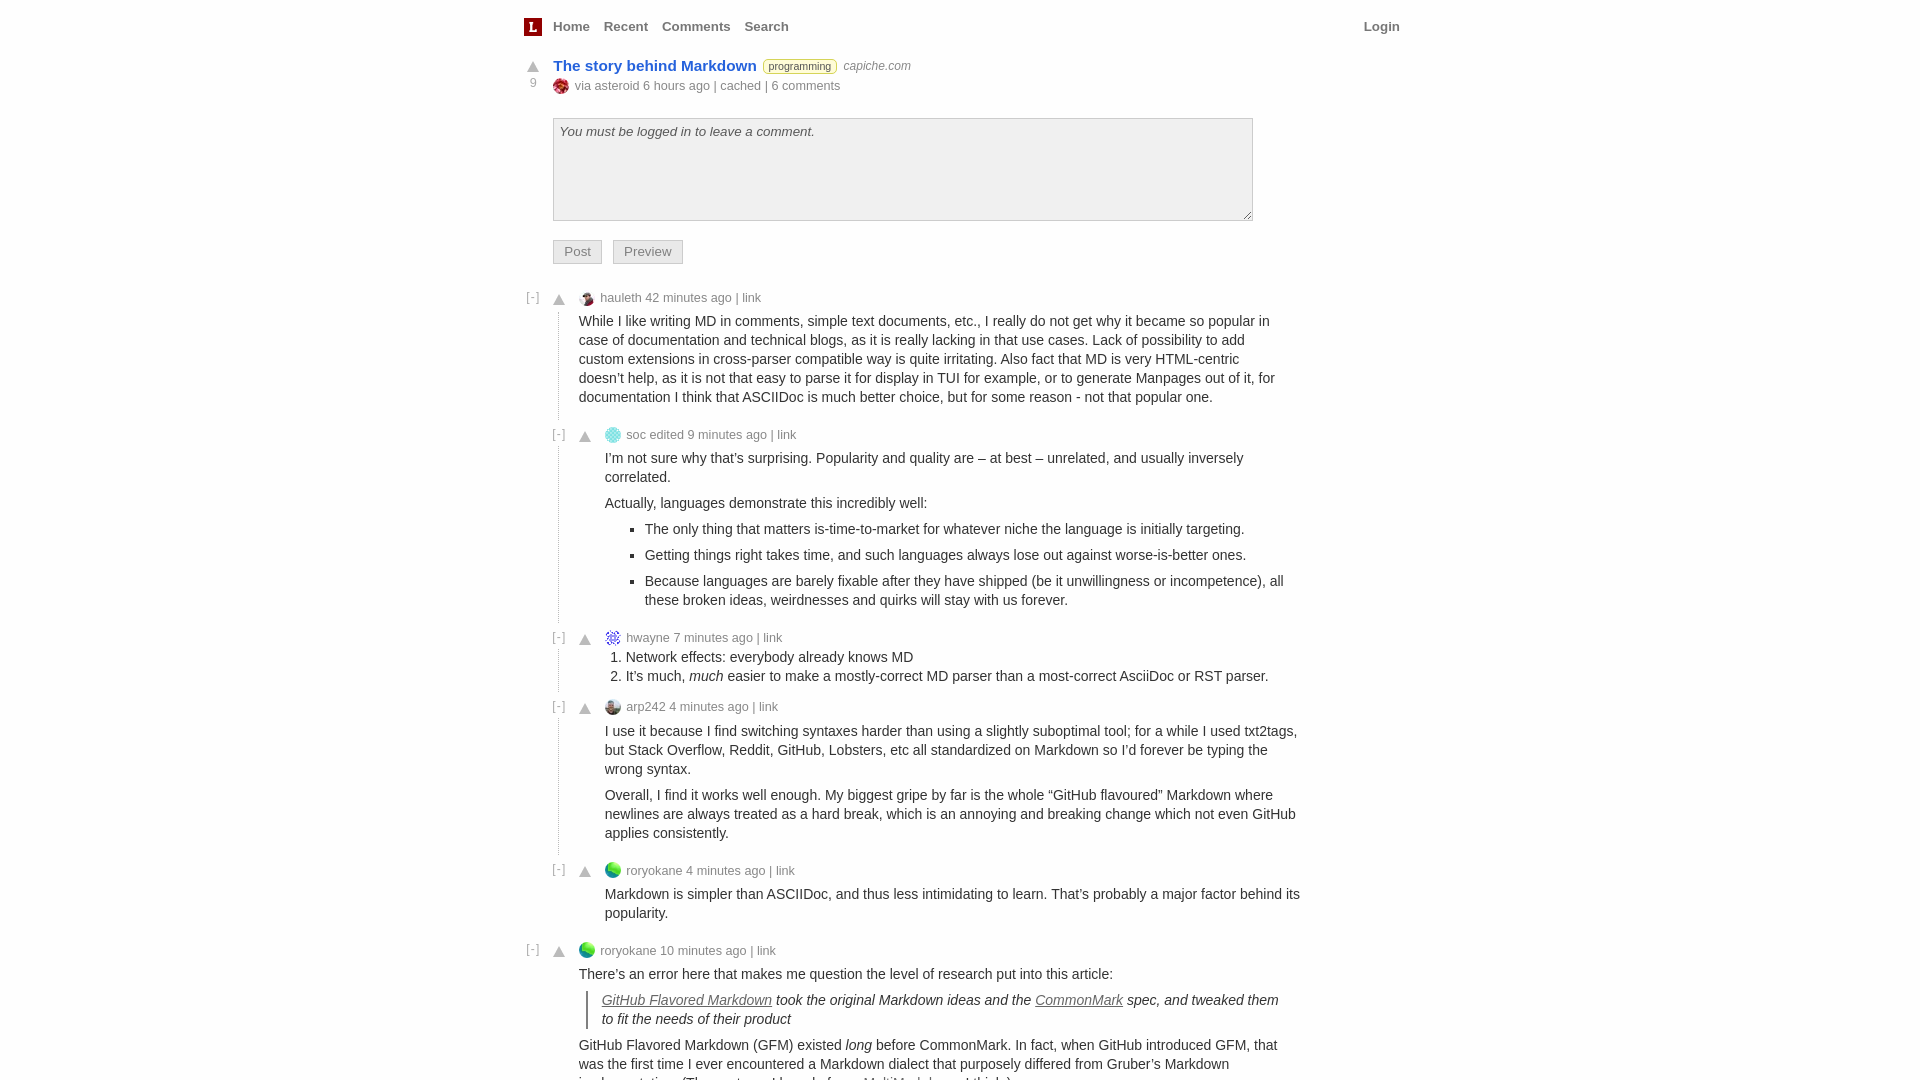 L Home Recent Comments Search Login
The story behind Markdown programming capiche.com
9
via asteroid 6 hours ago | cached | 6 comments
You must be logged in to leave a comment.
Post Preview
[-] hauleth 42 minutes ago | link
While I like writing MD in comments, simple text documents, etc., I really do not get why it became so popular in
case of documentation and technical blogs, as it is really lacking in that use cases. Lack of possibility to add
custom extensions in cross-parser compatible way is quite irritating. Also fact that MD is very HTML-centric
doesn’t help, as it is not that easy to parse it for display in TUI for example, or to generate Manpages out of it, for
documentation I think that ASCIIDoc is much better choice, but for some reason - not that popular one.
[-] soc edited 9 minutes ago | link
I’m not sure why that’s surprising. Popularity and quality are – at best – unrelated, and usually inversely
correlated.
Actually, languages demonstrate this incredibly well:
▪ The only thing that matters is-time-to-market for whatever niche the language is initially targeting.
▪ Getting things right takes time, and such languages always lose out against worse-is-better ones.
▪ Because languages are barely fixable after they have shipped (be it unwillingness or incompetence), all
these broken ideas, weirdnesses and quirks will stay with us forever.
[-] hwayne 7 minutes ago | link
1. Network effects: everybody already knows MD
2. It’s much, much easier to make a mostly-correct MD parser than a most-correct AsciiDoc or RST parser.
[-] arp242 4 minutes ago | link
I use it because I find switching syntaxes harder than using a slightly suboptimal tool; for a while I used txt2tags,
but Stack Overflow, Reddit, GitHub, Lobsters, etc all standardized on Markdown so I’d forever be typing the
wrong syntax.
Overall, I find it works well enough. My biggest gripe by far is the whole “GitHub flavoured” Markdown where
newlines are always treated as a hard break, which is an annoying and breaking change which not even GitHub
applies consistently.
[-] roryokane 4 minutes ago | link
Markdown is simpler than ASCIIDoc, and thus less intimidating to learn. That’s probably a major factor behind its
popularity.
[-] roryokane 10 minutes ago | link
There’s an error here that makes me question the level of research put into this article:
GitHub Flavored Markdown took the original Markdown ideas and the CommonMark spec, and tweaked them
to fit the needs of their product
GitHub Flavored Markdown (GFM) existed long before CommonMark. In fact, when GitHub introduced GFM, that
was the first time I ever encountered a Markdown dialect that purposely differed from Gruber’s Markdown